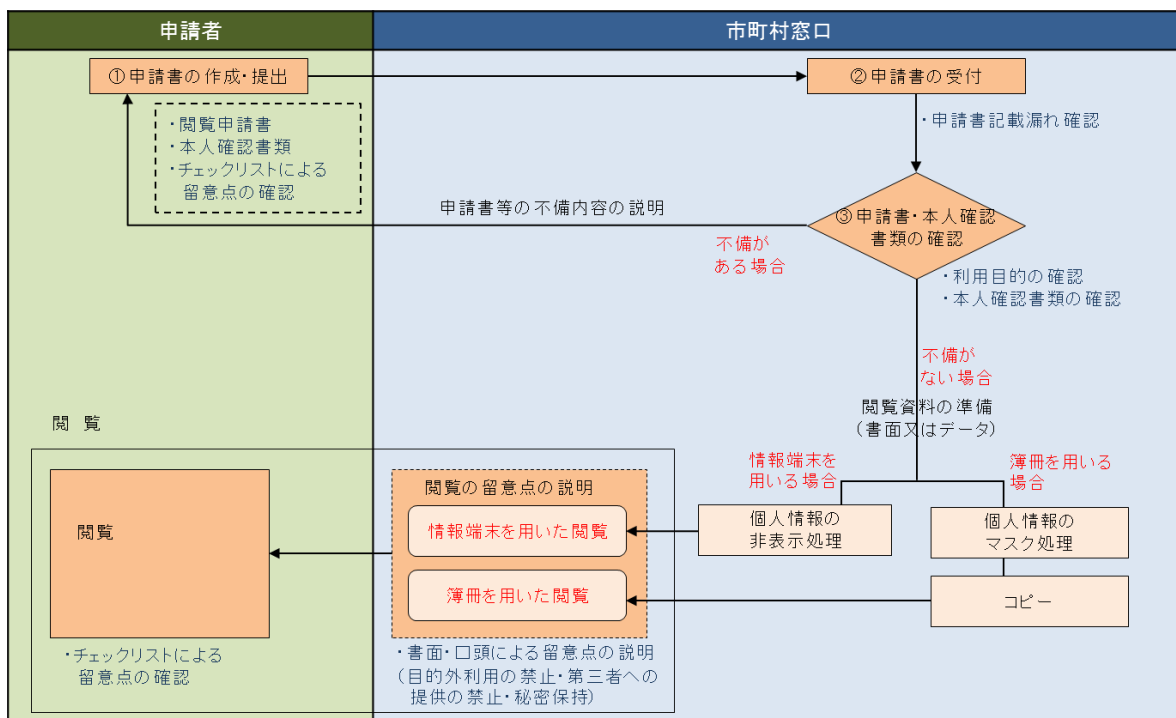 申請者
市町村窓口
①申請書の作成・提出
②申請書の受付
・閲覧申請書
・本人確認書類
・チェックリストによる
留意点の確認
・申請書記載漏れ確認
申請書等の不備内容の説明
③申請書・本人確認
書類の確認
不備が
ある場合
・利用目的の確認
・本人確認書類の確認
不備が
ない場合
閲覧資料の準備
(書面又はデータ)
閲 覧
情報端末を
用いる場合
簿冊を用いる
場合
閲覧の留意点の説明
情報端末を用いた閲覧
簿冊を用いた閲覧
個人情報の
非表示処理
個人情報の
マスク処理
コピー
閲覧
・チェックリストによる
留意点の確認
・書面・口頭による留意点の説明
(目的外利用の禁止・第三者への
提供の禁止・秘密保持)